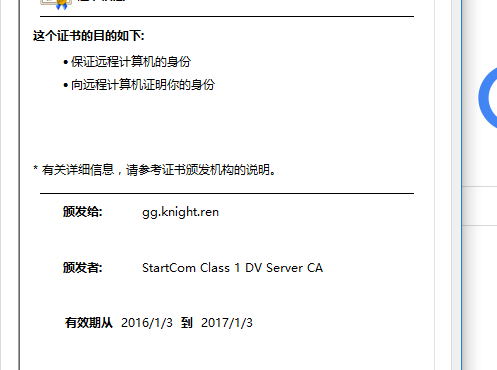 这个证书的目的如下:
• 保证远程计算机的身份
• 向远程计算机证明你的身份
* 有关详细信息，请参考证书颁发机构的说明。
颁发给: gg.knight.ren
颁发者: StartCom Class 1 DV Server CA
有效期从 2016/1/3 到 2017/1/3